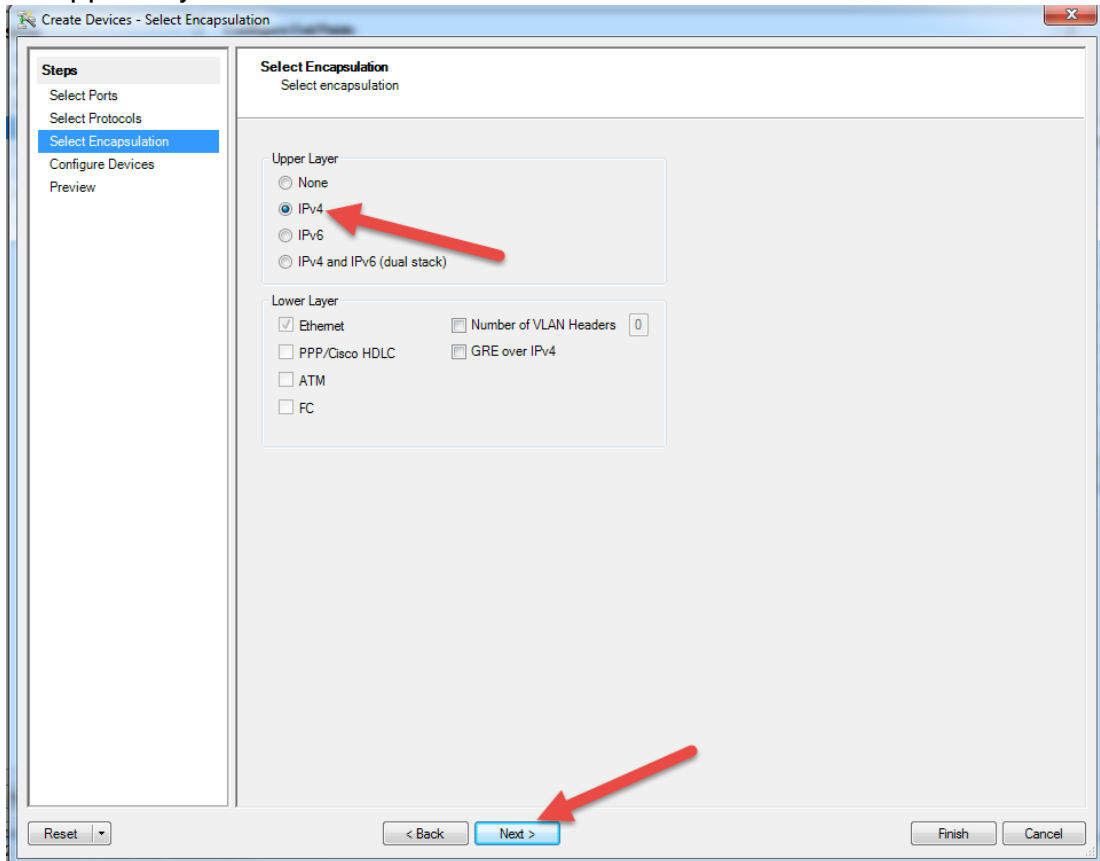 Create Devices - Select Encapsulation
X
Steps
Select Ports
Select Protocols
Select Encapsulation
Configure Devices
Preview
Select Encapsulation
Select encapsulation
Upper Layer
None
IPv4
IPv6
IPv4 and IPv6 (dual stack)
Lower Layer
Ethernet
Number of VLAN Headers 0
PPP/Cisco HDLC
GRE over IPv4
ATM
FC
Reset
< Back
Next >
Finish
Cancel